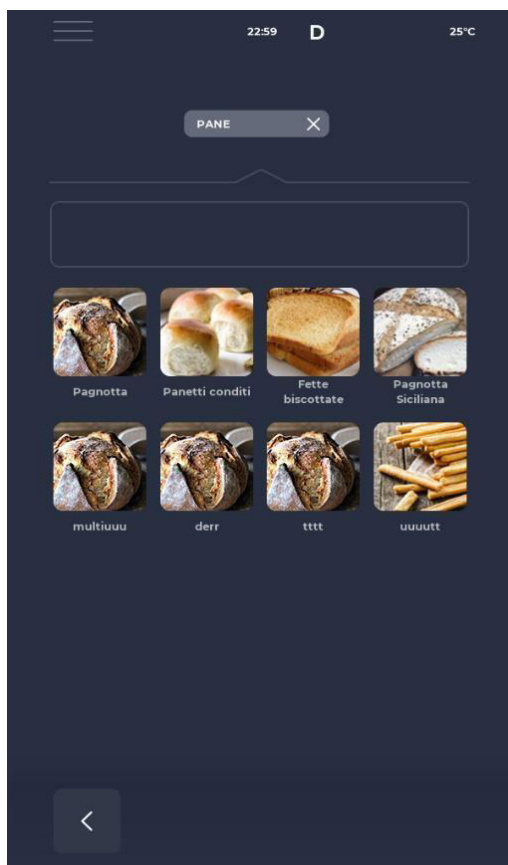 22:59 D 25°C
PANE
Pagnotta Panetti conditi Fette biscottate Pagnotta Siciliana
multiuuu derr tttt uuuutt